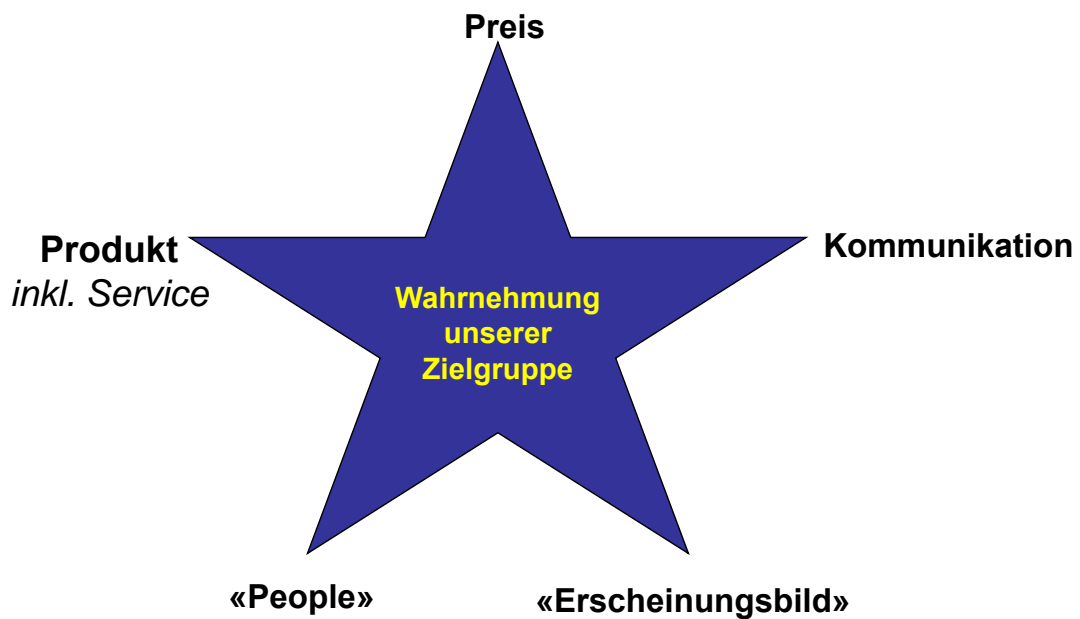 Preis
Produkt
inkl. Service
Kommunikation
Wahrnehmung
unserer
Zielgruppe
«People»
«Erscheinungsbild»